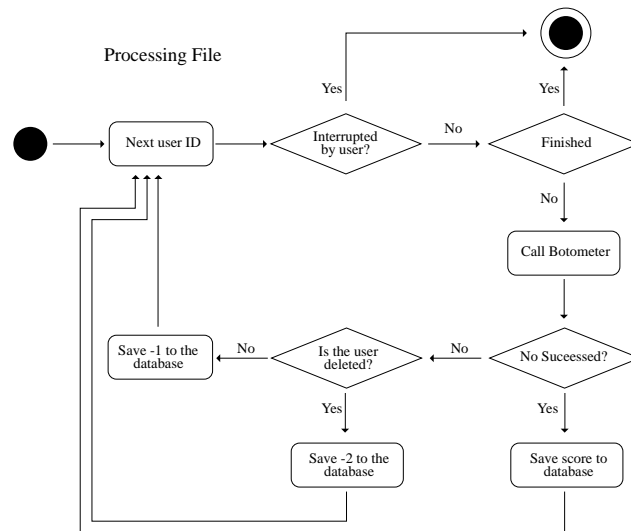 Processing File
Yes
Yes
Next user ID
Interrupted
by user?
No
Finished
No
Call Botometer
Save -1 to the
database
No
Is the user
deleted?
No
No Suceessed?
Yes
Yes
Save -2 to the
database
Save score to
database